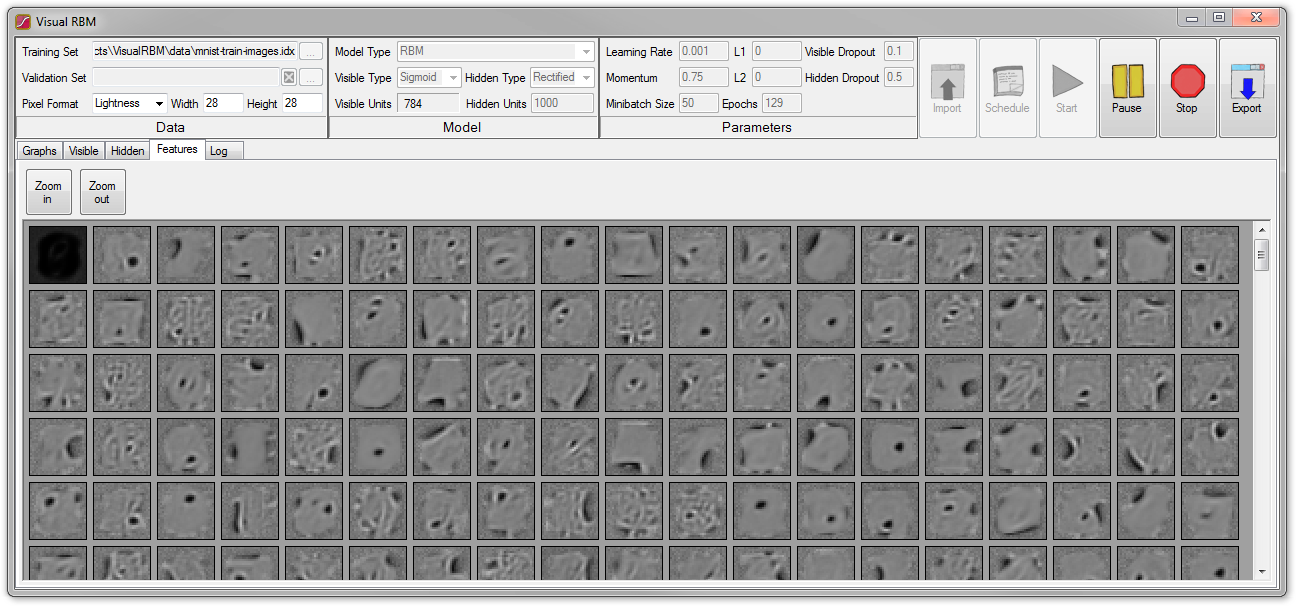 Visual RBM
Training Set :ts\VisualRBM\data\mnist-train-images.idx ...
Validation Set ...
Pixel Format Lightness Width 28 Height 28
Data
Model Type RBM
Visible Type Sigmoid Hidden Type Rectified
Visible Units 784 Hidden Units 1000
Model
Learning Rate 0.001 L1 0 Visible Dropout 0.1
Momentum 0.75 L2 0 Hidden Dropout 0.5
Minibatch Size 50 Epochs 129
Parameters
Import Schedule Start Pause Stop Export
Graphs Visible Hidden Features Log
Zoom in Zoom out